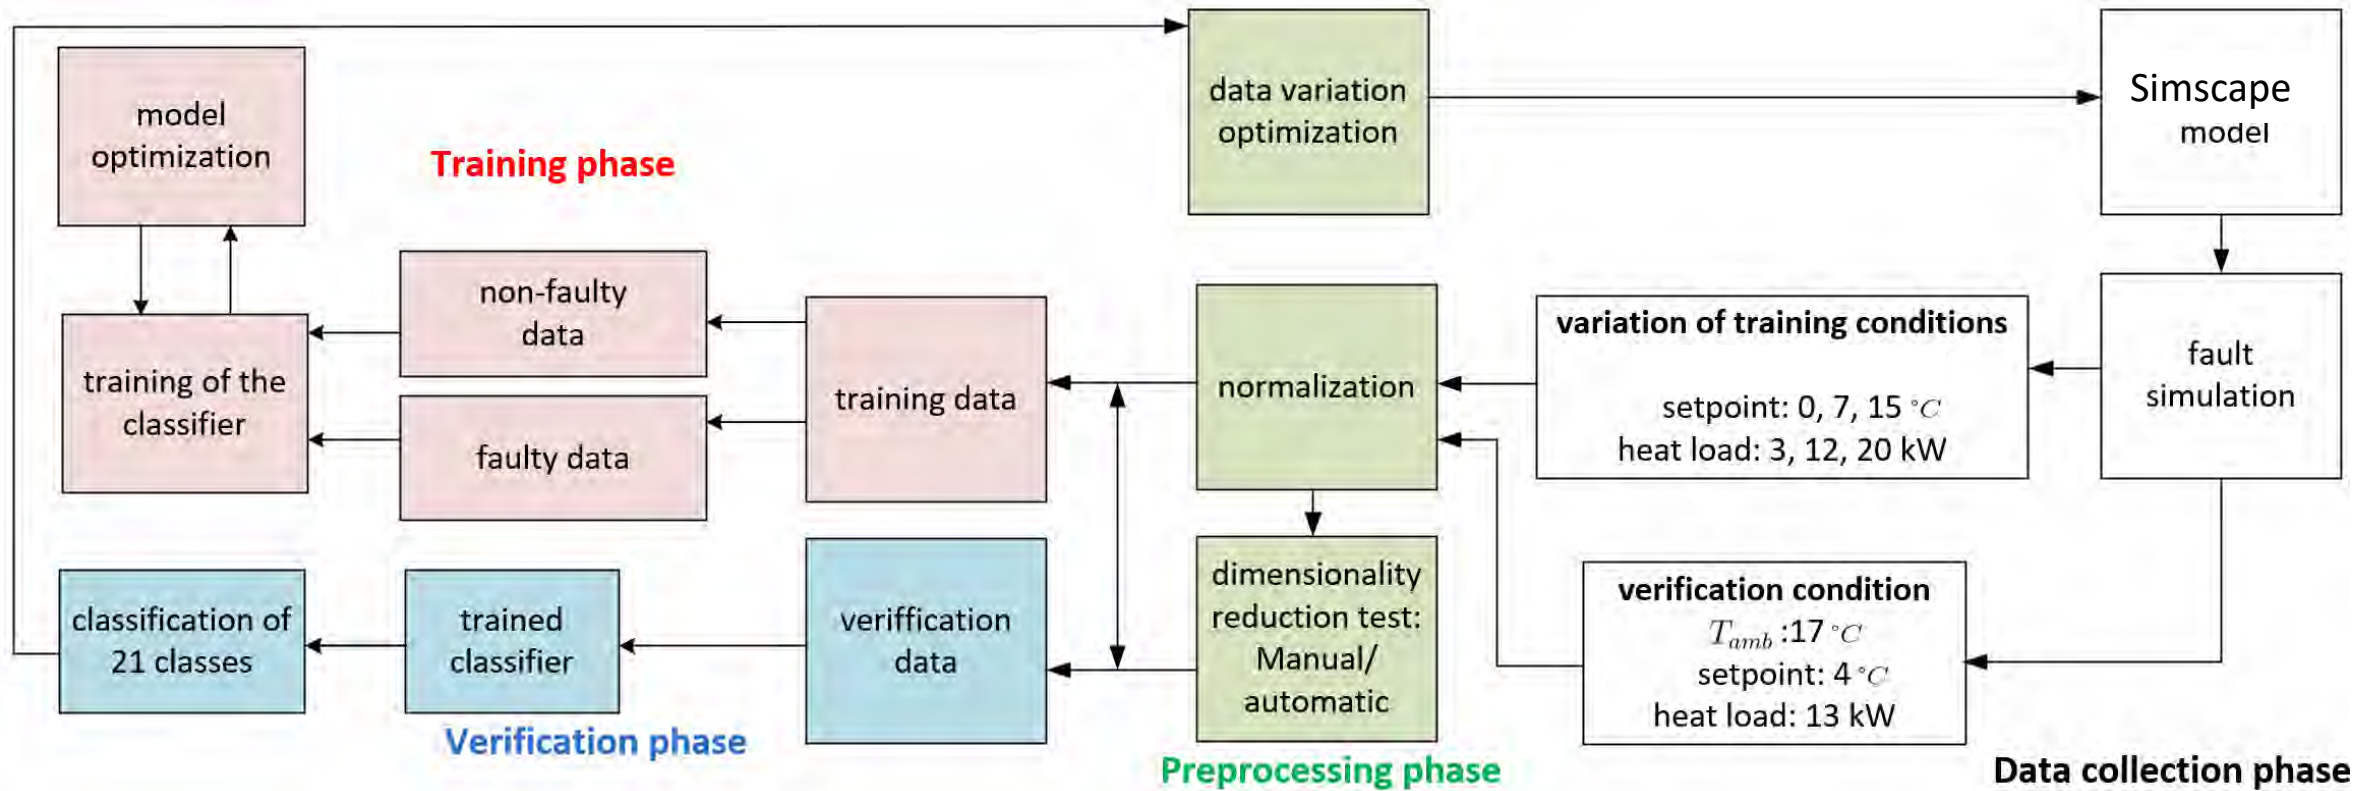 model
optimization
Training phase
data variation
optimization
Simscape
model
non-faulty
data
faulty data
training of the
classifier
training data
normalization
variation of training conditions
setpoint: 0, 7, 15 °C
heat load: 3, 12, 20 kW
fault
simulation
classification of
21 classes
trained
classifier
veriffication
data
dimensionality
reduction test:
Manual/
automatic
verification condition
T_amb :17 °C
setpoint: 4 °C
heat load: 13 kW
Verification phase
Preprocessing phase
Data collection phase